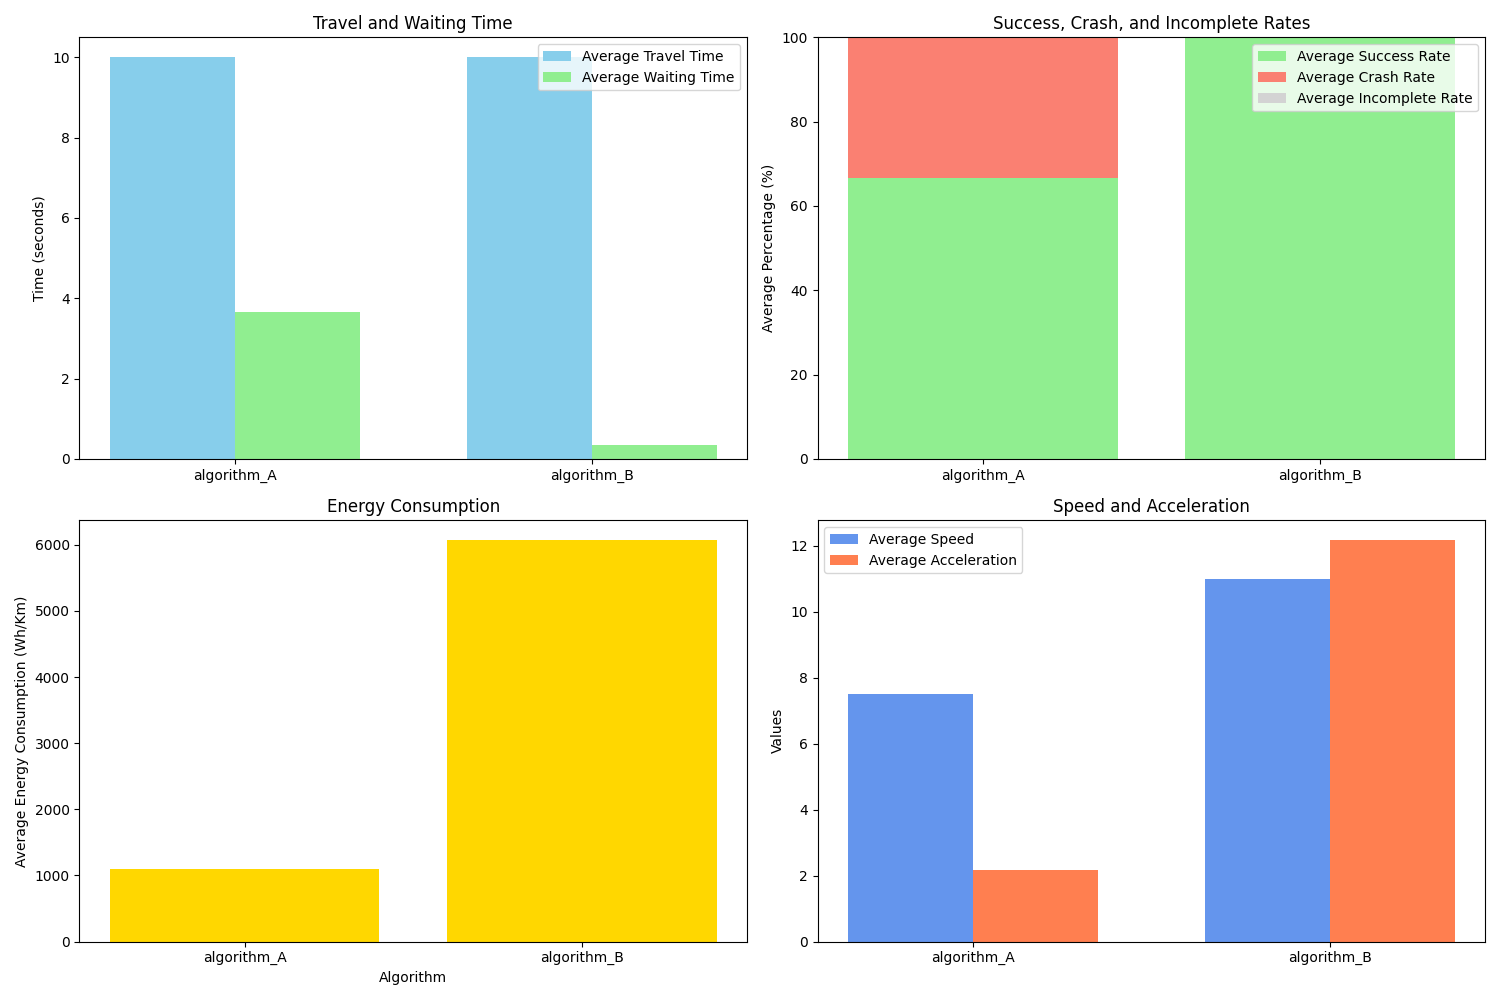 Travel and Waiting Time
Time (seconds)
10
8
6
4
2
0
Average Travel Time
Average Waiting Time
algorithm_A
algorithm_B
Success, Crash, and Incomplete Rates
Average Percentage (%)
100
80
60
40
20
0
Average Success Rate
Average Crash Rate
Average Incomplete Rate
algorithm_A
algorithm_B
Energy Consumption
Average Energy Consumption (Wh/Km)
6000
5000
4000
3000
2000
1000
0
algorithm_A
algorithm_B
Algorithm
Speed and Acceleration
Values
12
10
8
6
4
2
0
Average Speed
Average Acceleration
algorithm_A
algorithm_B